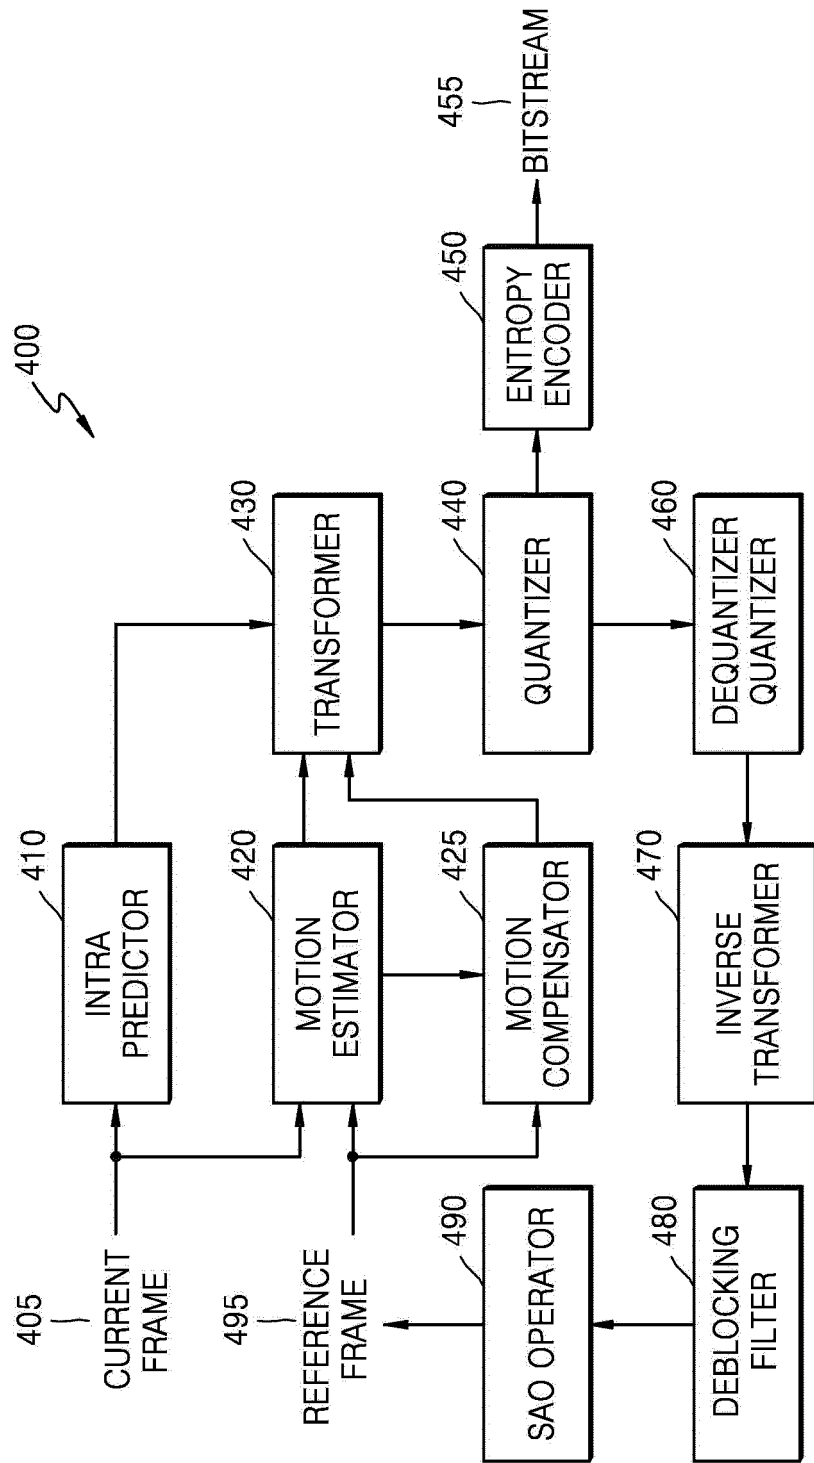 400
405
CURRENT
FRAME
410
INTRA
PREDICTOR
495
REFERENCE
FRAME
420
MOTION
ESTIMATOR
430
TRANSFORMER
490
SAO OPERATOR
425
MOTION
COMPENSATOR
440
QUANTIZER
450
ENTROPY
ENCODER
455
BITSTREAM
480
DEBLOCKING
FILTER
470
INVERSE
TRANSFORMER
460
DEQUANTIZER
QUANTIZER